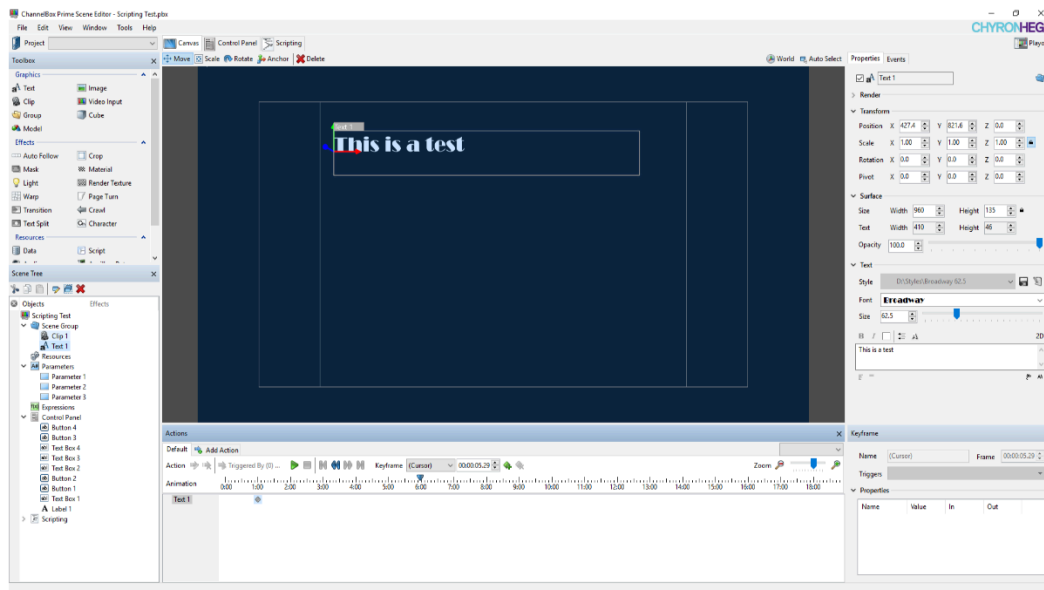 ChannelBox Prime Scene Editor - Scripting Test.pbx
File Edit View Window Tools Help
CHYRONHEG
Project
Canvas Control Panel Scripting
Playo
Toolbox
Move Scale Rotate Anchor Delete
World Auto Select
Properties Events
Graphics
Text Image
Clip Video Input
Group Cube
Model
Effects
Auto Follow Crop
Mask Material
Light Render Texture
Warp Page Turn
Transition Crawl
Text Split Character
Resources
Data Script
Scene Tree
Objects Effects
Scripting Test
Scene Group
Clip 1
Text 1
Resources
Parameters
Parameter 1
Parameter 2
Parameter 3
Expressions
Control Panel
Button 4
Button 3
Text Box 4
Text Box 3
Text Box 2
Button 2
Button 1
Text Box 1
A Label 1
Scripting
Text 1
This is a test
Text 1
Render
Transform
Position X 427.4 Y 821.6 Z 0.0
Scale X 1.00 Y 1.00 Z 1.00
Rotation X 0.0 Y 0.0 Z 0.0
Pivot X 0.0 Y 0.0 Z 0.0
Surface
Size Width 960 Height 135
Text Width 410 Height 46
Opacity 100.0
Text
Style D:\Styles\Broadway 62.5
Font Broadway
Size 62.5
2D
This is a test
Actions
Default Add Action
Action Triggered By (0) ... Keyframe (Cursor) 00:00:05.29 Zoom
Animation 0:00 1:00 2:00 3:00 4:00 5:00 6:00 7:00 8:00 9:00 10:00 11:00 12:00 13:00 14:00 15:00 16:00 17:00 18:00
Text 1
Keyframe
Name (Cursor) Frame 00:00:05.29
Triggers
Properties
Name Value In Out